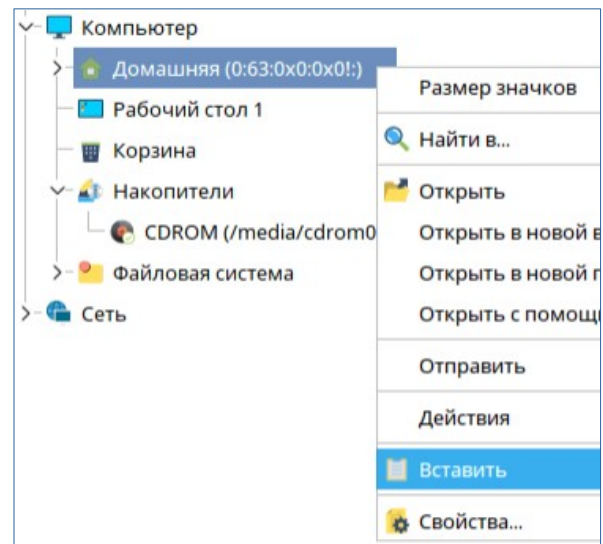 Компьютер
Домашняя (0:63:0x0:0x0!:)
Рабочий стол 1
Корзина
Накопители
CDROM (/media/cdrom0
Файловая система
Сеть
Размер значков
Найти в...
Открыть
Открыть в новой
Открыть в новой
Открыть с
Отправить
Действия
Вставить
Свойства...